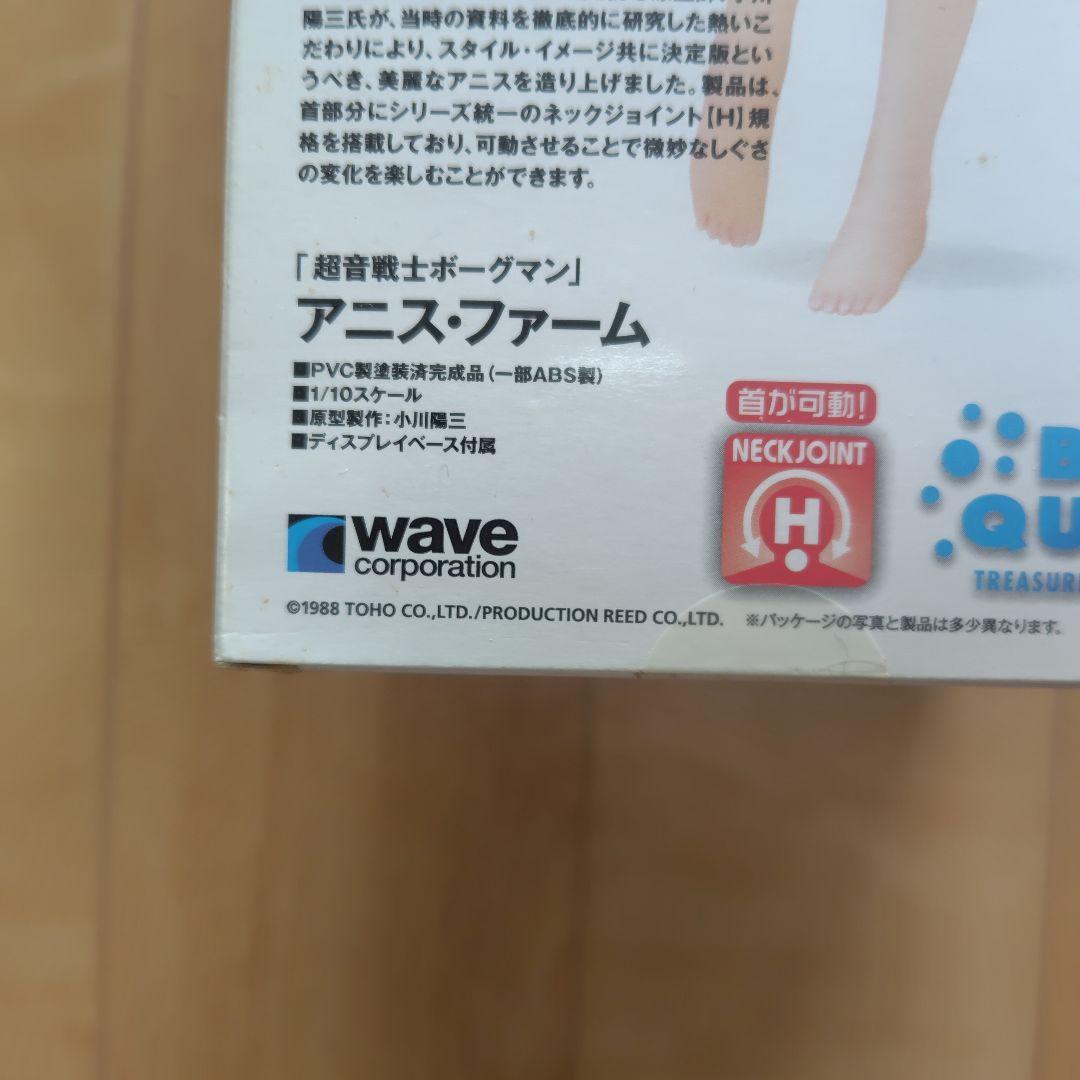 陽三氏が、当時の資料を徹底的に研究した熱いこ
だわりにより、スタイル・イメージ共に決定版とい
うべき、美麗なアニスを造り上げました。製品は、
首部分にシリーズ統一のネックジョイント【H】規
格を搭載しており、可動させることで微妙なしぐさ
の変化を楽しむことができます。
「超音戦士ボーグマン」
アニス・ファーム
■PVC製塗装済完成品（一部ABS製）
■1/10スケール
■原型製作：小川陽三
■ディスプレイベース付属
首が可動!
NECK JOINT
H
QU
TREASUR
wave
corporation
©1988 TOHO CO.,LTD./PRODUCTION REED CO.,LTD.
※パッケージの写真と製品は多少異なります。